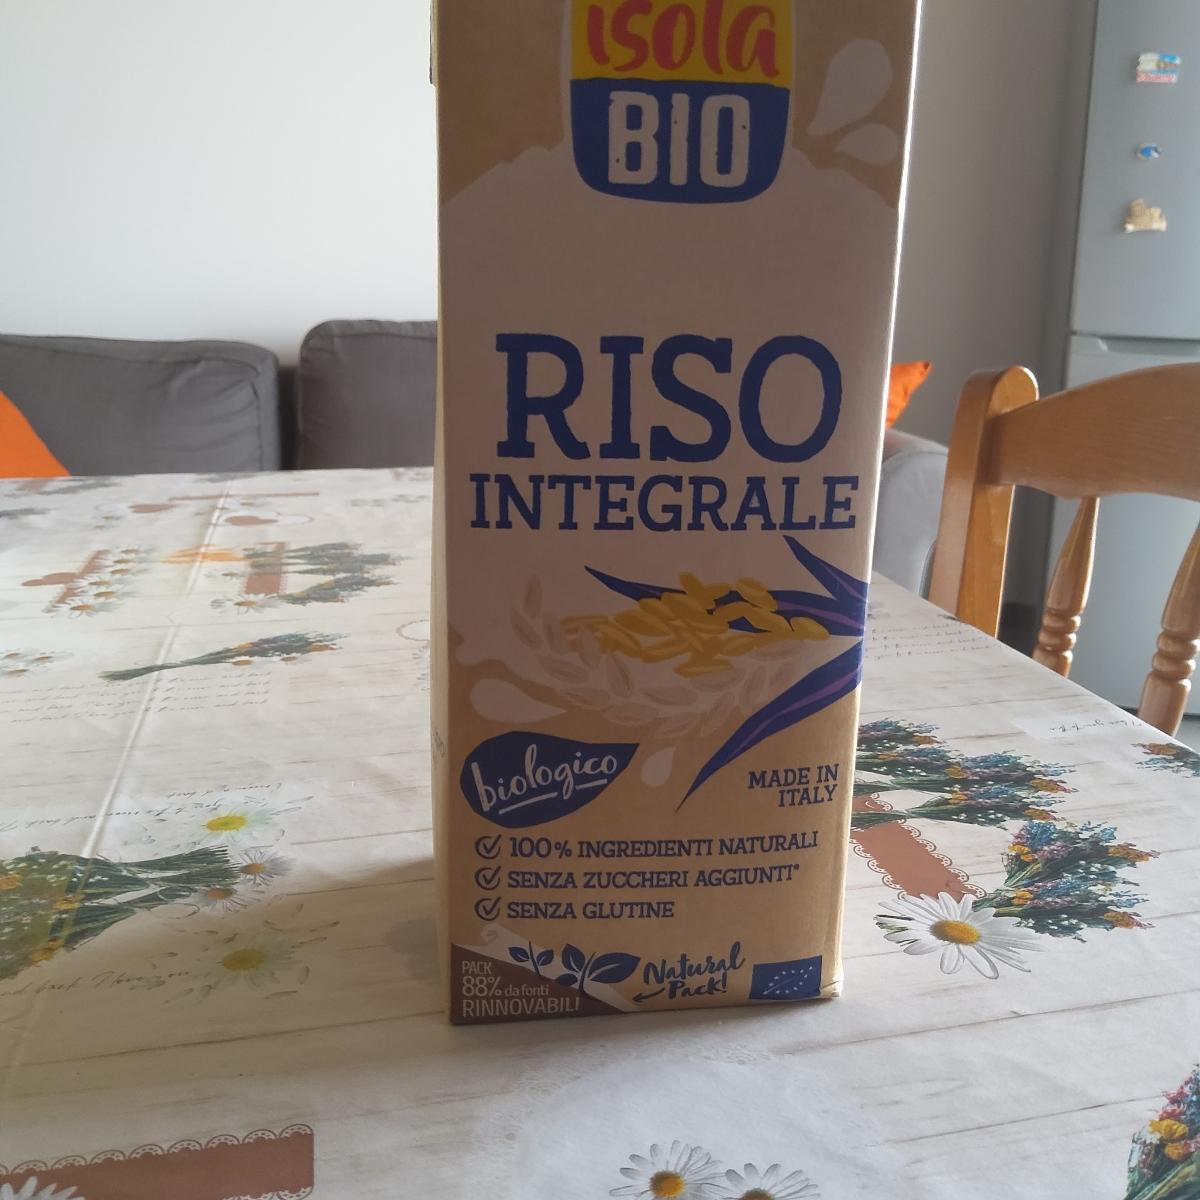 isola
BIO
RISO
INTEGRALE
biologico
MADE IN
ITALY
100% INGREDIENTI NATURALI
SENZA ZUCCHERI AGGIUNTI*
SENZA GLUTINE
PACK
88% da fonti
RINNOVABILI
Natural
Pack!